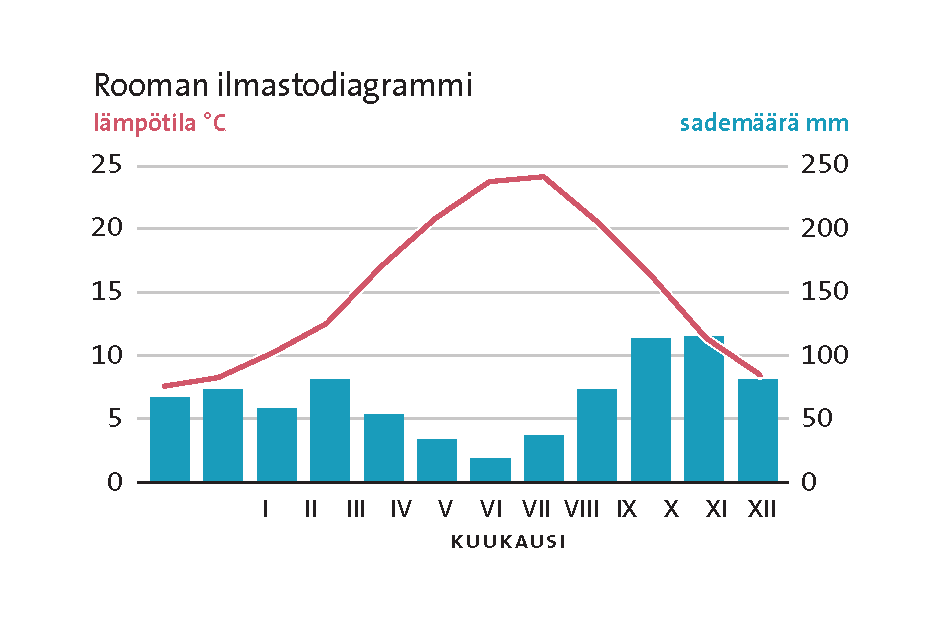 Rooman ilmastodiagrammi
lämpötila °C sademäärä mm
25 250
20 200
15 150
10 100
5 50
0 0
I II III IV V VI VII VIII IX X XI XII
KUUKAUSI